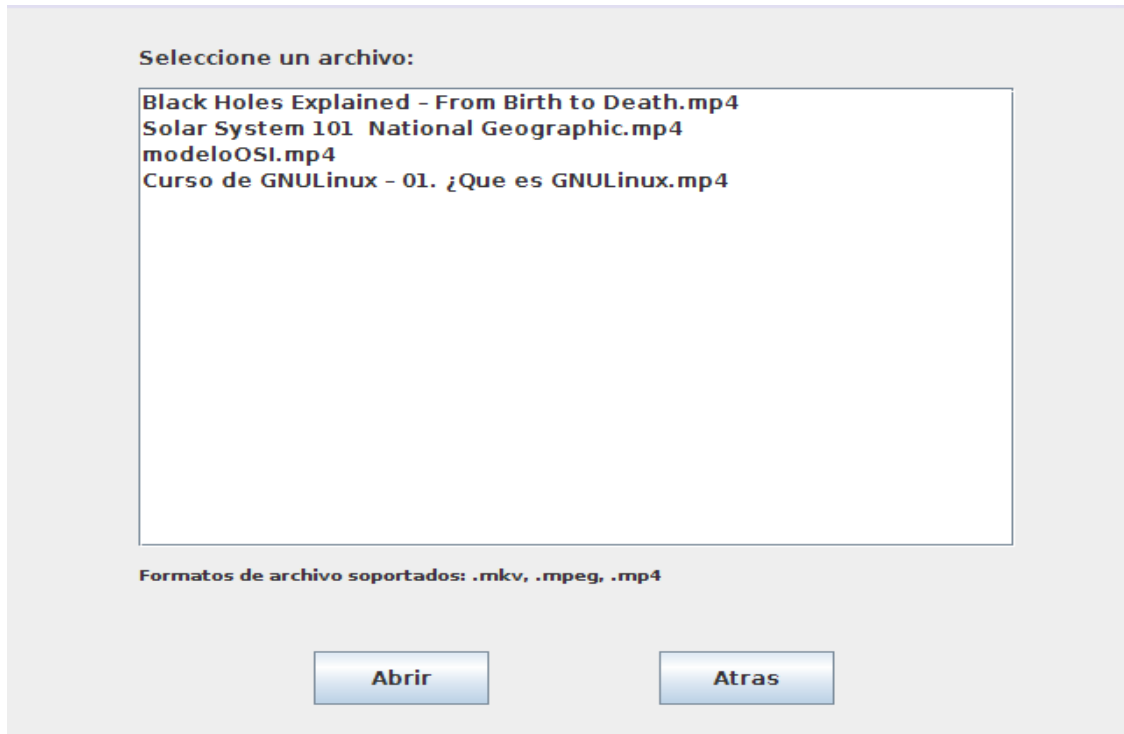 Seleccione un archivo:
Black Holes Explained – From Birth to Death.mp4
Solar System 101  National Geographic.mp4
modeloOSI.mp4
Curso de GNULinux – 01. ¿Que es GNULinux.mp4
Formatos de archivo soportados: .mkv, .mpeg, .mp4
Abrir
Atras